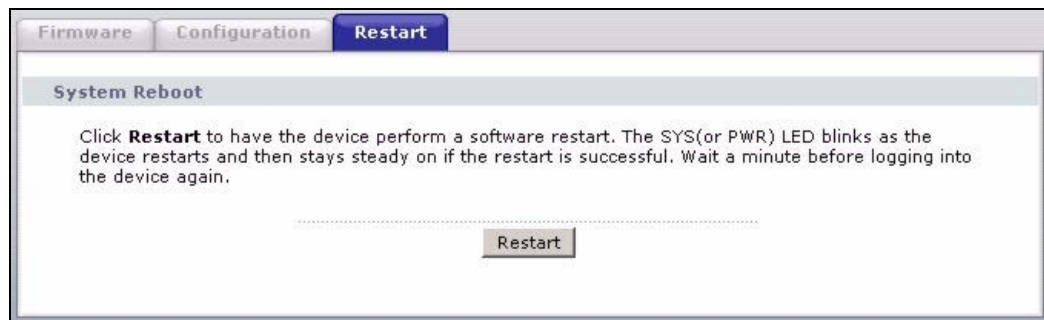 Firmware Configuration Restart
System Reboot
Click Restart to have the device perform a software restart. The SYS(or PWR) LED blinks as the
device restarts and then stays steady on if the restart is successful. Wait a minute before logging into
the device again.
Restart